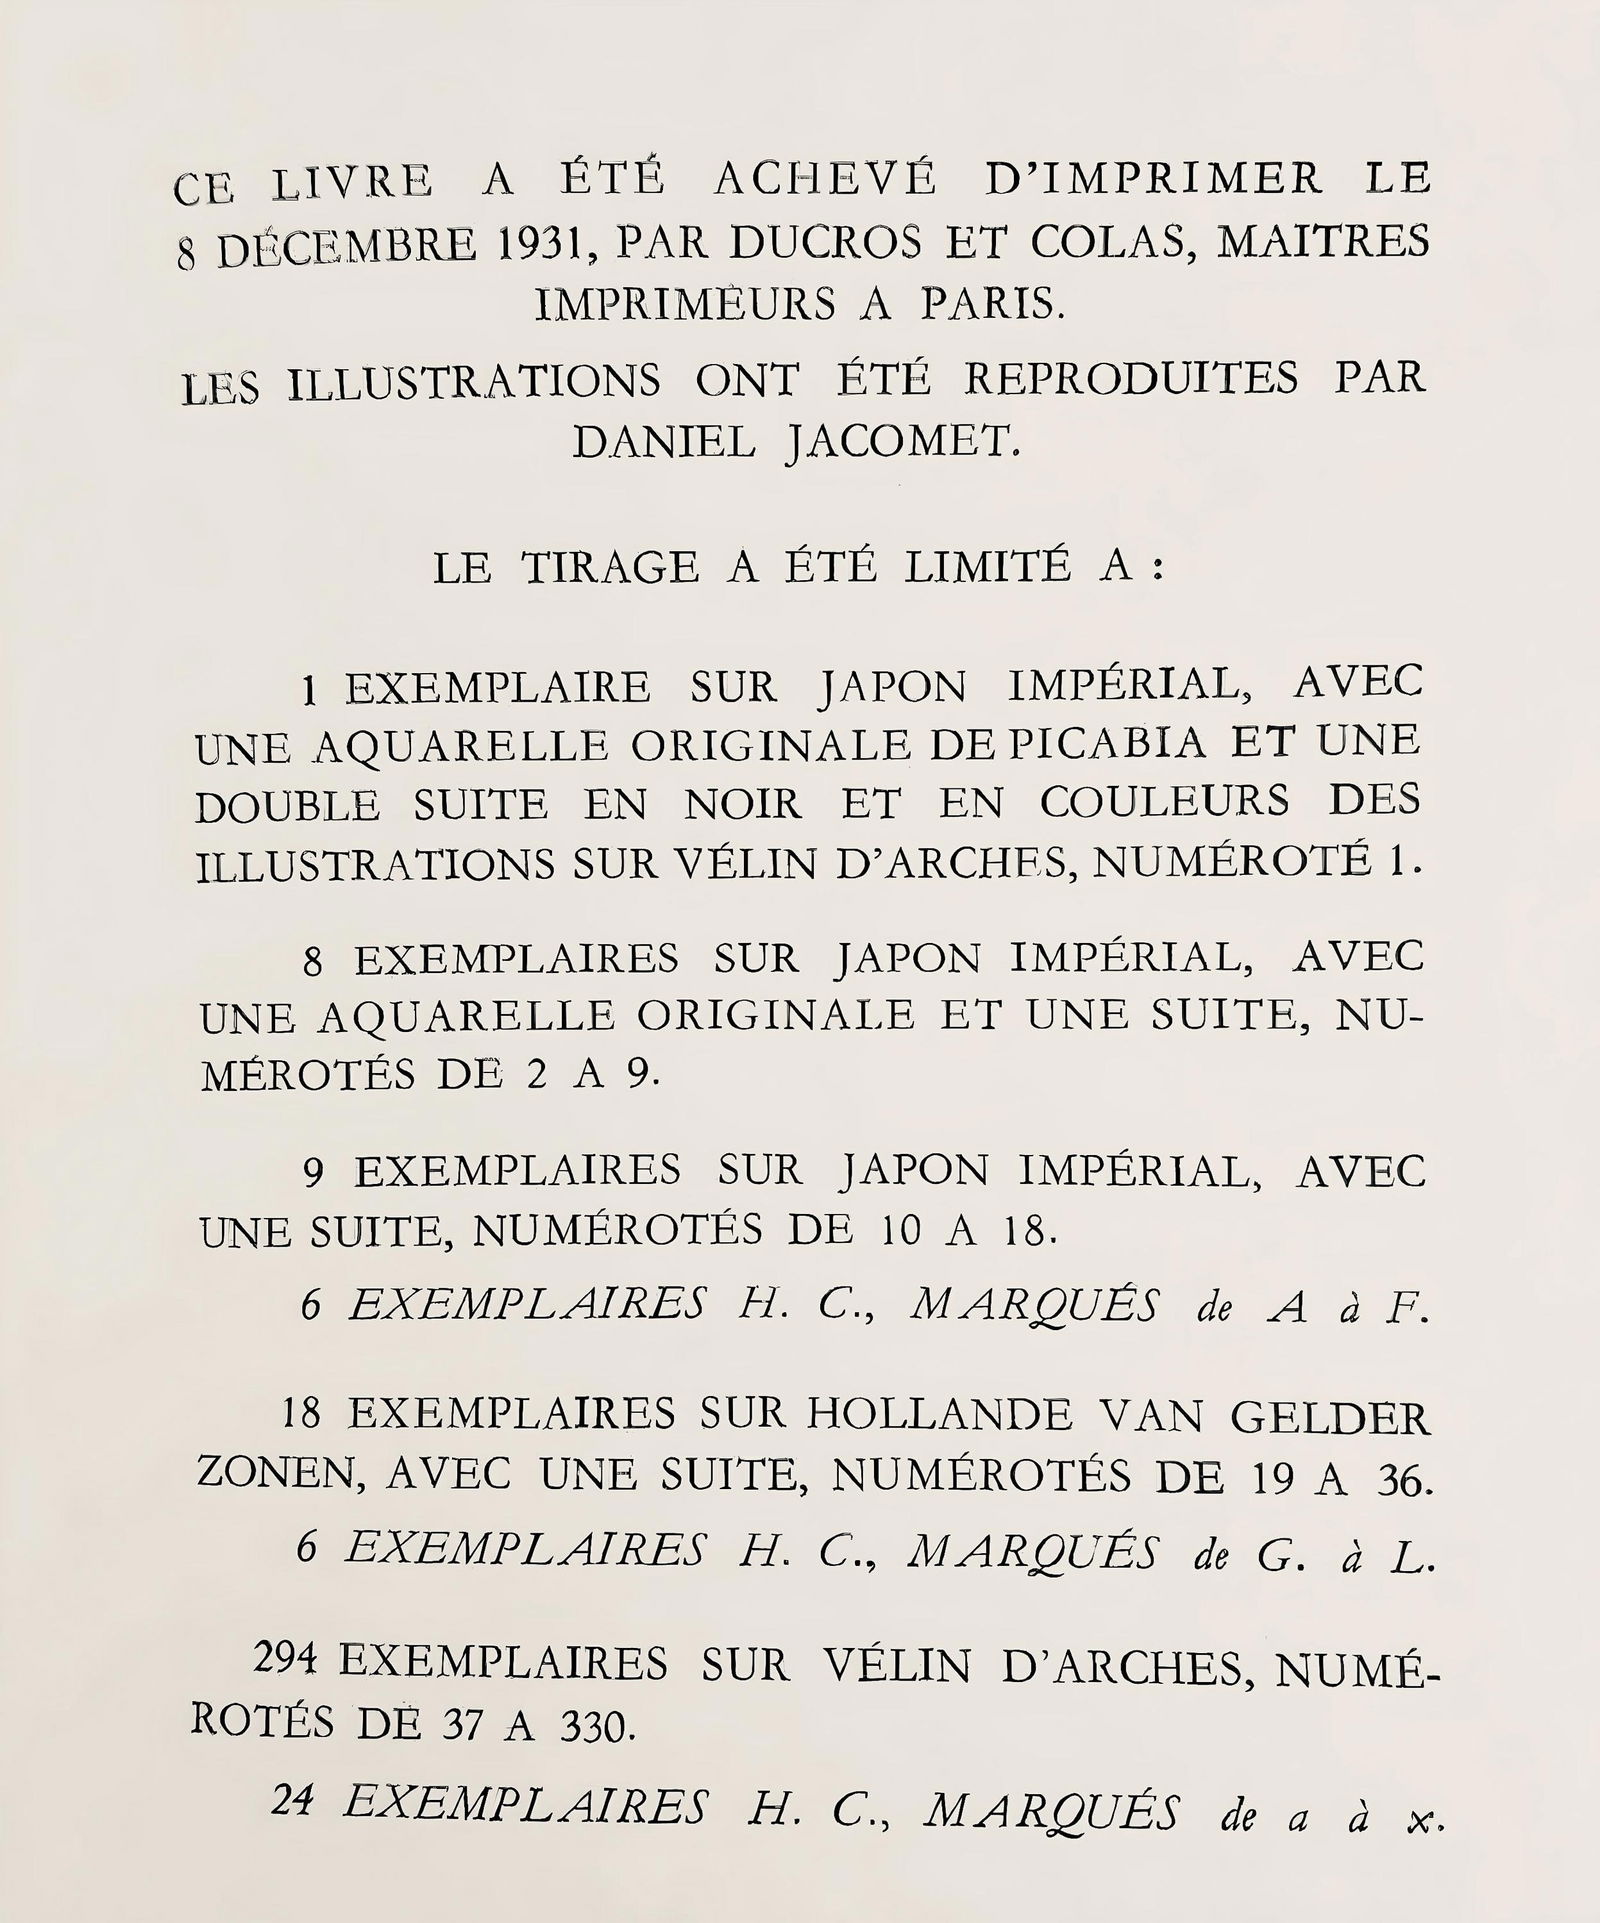 CE LIVRE A ÉTÉ ACHEVÉ D'IMPRIMER LE
8 DÉCEMBRE 1931, PAR DUCROS ET COLAS, MAITRES
IMPRIMEURS A PARIS.
LES ILLUSTRATIONS ONT ÉTÉ REPRODUITES PAR
DANIEL JACOMET.
LE TIRAGE A ÉTÉ LIMITÉ A :
1 EXEMPLAIRE SUR JAPON IMPÉRIAL, AVEC
UNE AQUARELLE ORIGINALE DE PICABIA ET UNE
DOUBLE SUITE EN NOIR ET EN COULEURS DES
ILLUSTRATIONS SUR VÉLIN D'ARCHES, NUMÉROTÉ 1.
8 EXEMPLAIRES SUR JAPON IMPÉRIAL, AVEC
UNE AQUARELLE ORIGINALE ET UNE SUITE, NU-
MÉROTÉS DE 2 A 9.
9 EXEMPLAIRES SUR JAPON IMPÉRIAL, AVEC
UNE SUITE, NUMÉROTÉS DE 10 A 18.
6 EXEMPLAIRES H. C., MARQUÉS de A à F.
18 EXEMPLAIRES SUR HOLLANDE VAN GELDER
ZONEN, AVEC UNE SUITE, NUMÉROTÉS DE 19 A 36.
6 EXEMPLAIRES H. C., MARQUÉS de G. à L.
294 EXEMPLAIRES SUR VÉLIN D'ARCHES, NUMÉ-
ROTÉS DE 37 A 330.
24 EXEMPLAIRES H. C., MARQUÉS de a à x.